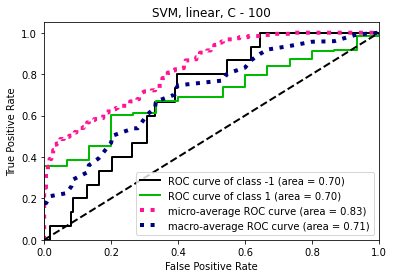 SVM, linear, C - 100
True Positive Rate
1.0
0.8
0.6
0.4
0.2
0.0
ROC curve of class -1 (area = 0.70)
ROC curve of class 1 (area = 0.70)
micro-average ROC curve (area = 0.83)
macro-average ROC curve (area = 0.71)
0.0 0.2 0.4 0.6 0.8 1.0
False Positive Rate